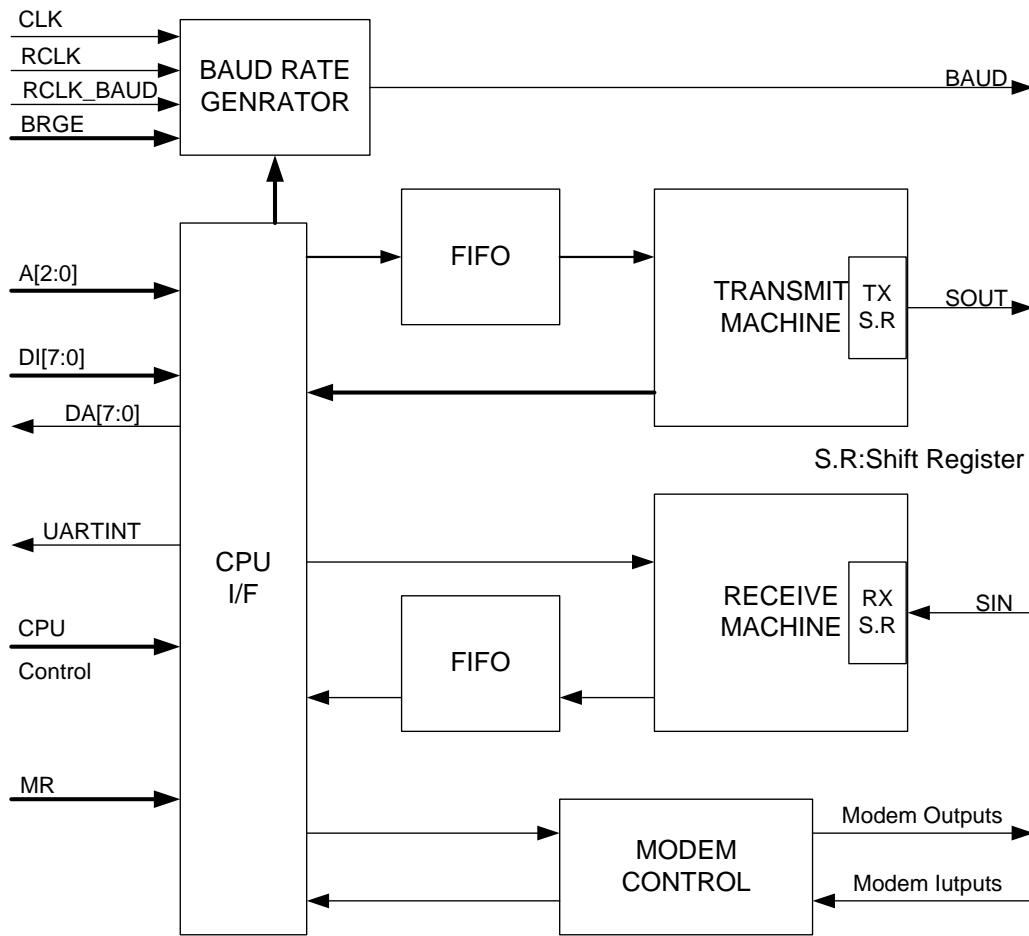 CLK
RCLK
RCLK_BAUD
BRGE
BAUD RATE
GENRATOR
BAUD
A[2:0]
DI[7:0]
DA[7:0]
UARTINT
CPU
Control
MR
CPU
I/F
FIFO
TRANSMIT
MACHINE
TX
S.R
SOUT
S.R:Shift Register
FIFO
RECEIVE
MACHINE
RX
S.R
SIN
MODEM
CONTROL
Modem Outputs
Modem Iutputs